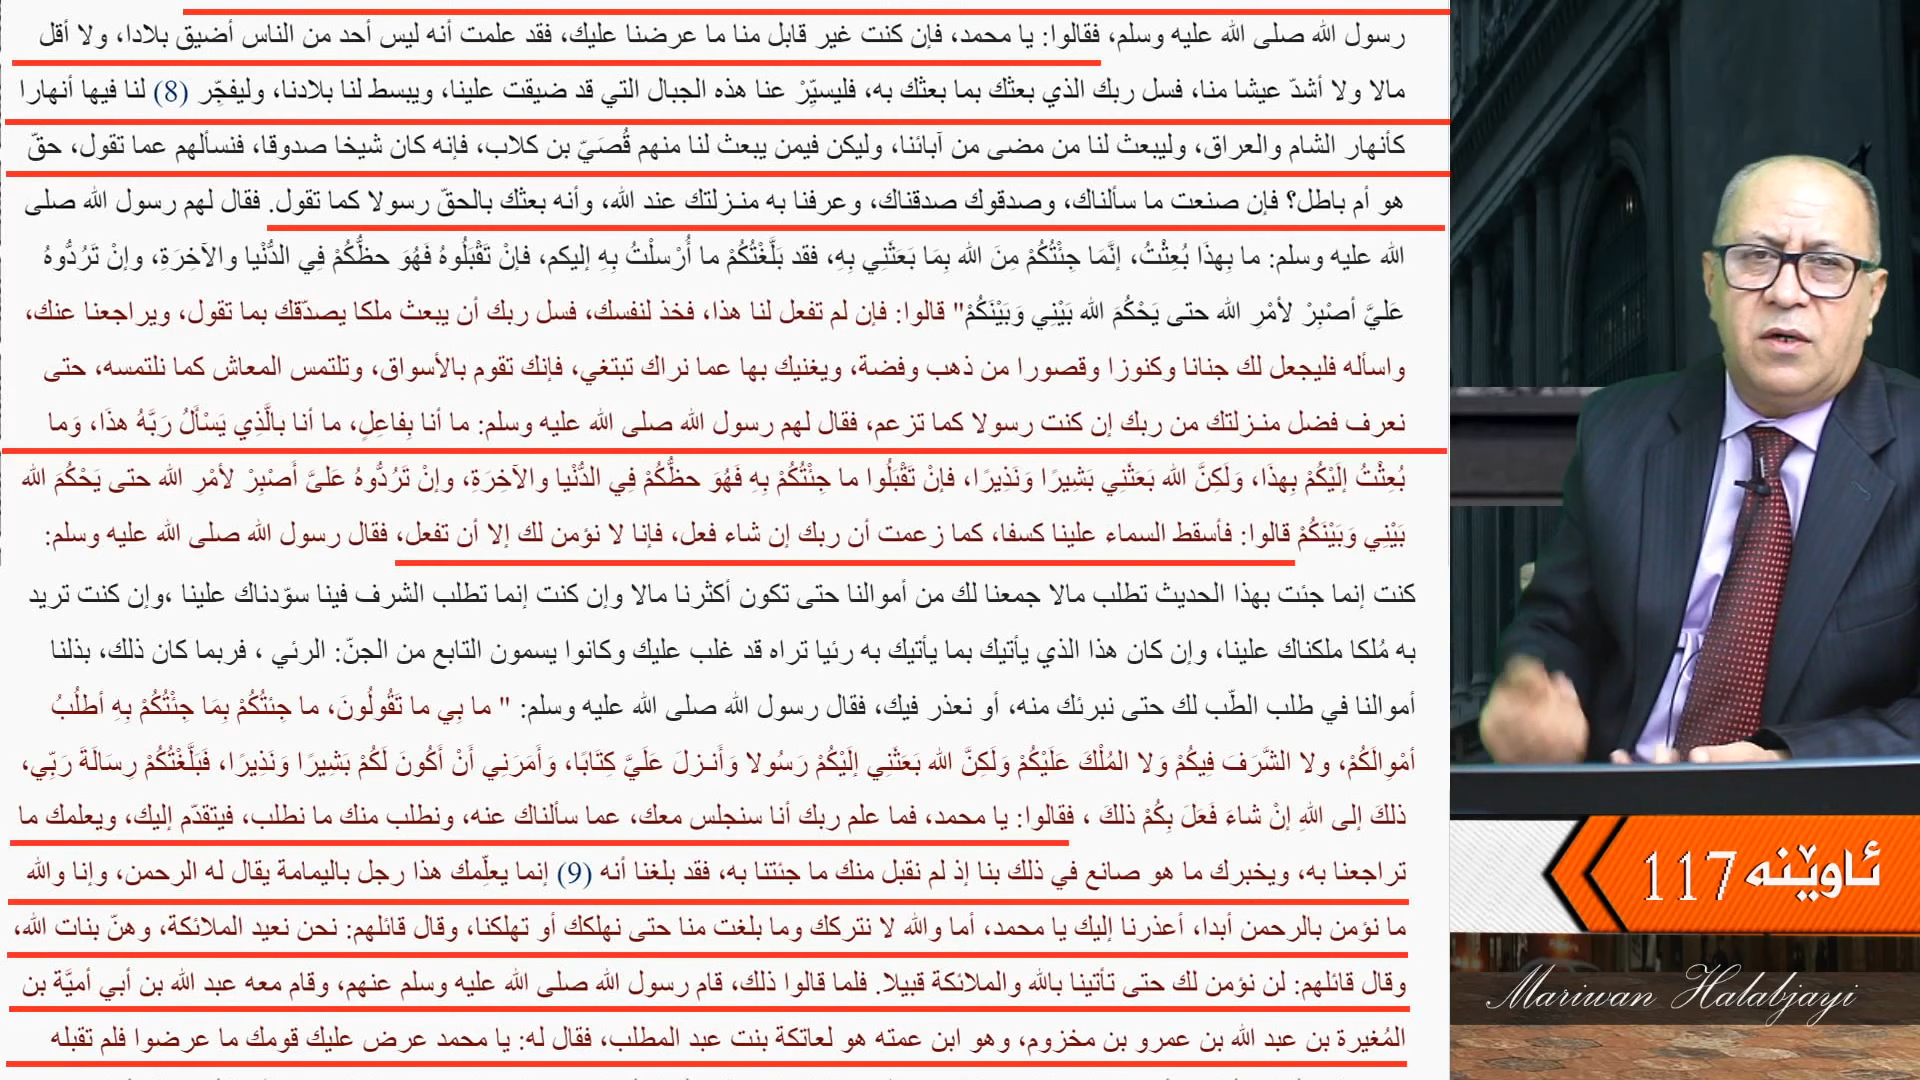 رسول الله صلى الله عليه وسلم، فقالوا: يا محمد، فإن كنت غير قابل منا ما عرضنا عليك، فقد علمت أنه ليس أحد من الناس أضيق بلادا، ولا أقل
مالا ولا أشدّ عيشا منا، فسل ربك الذي بعثك بما بعثك به، فليسيِّرْ عنا هذه الجبال التي قد ضيقت علينا، ويبسط لنا بلادنا، وليفجِّر (8) لنا فيها أنهارا
كأنهار الشام والعراق، وليبعث لنا من مضى من آبائنا، وليكن فيمن يبعث لنا منهم قُصَيّ بن كلاب، فإنه كان شيخا صدوقا، فنسألهم عما تقول، حقّ
هو أم باطل؟ فإن صنعت ما سألناك، وصدقوك صدقناك، وعرفنا به منـزلتك عند الله، وأنه بعثك بالحقّ رسولا كما تقول. فقال لهم رسول الله صلى
الله عليه وسلم: ما بِهذَا بُعِثْتُ، إنَّمَا جِئْتُكُمْ مِنَ الله بِمَا بَعَثَنِي بِهِ، فقد بَلَّغْتُكُمْ ما أُرْسلْتُ بِهِ إليكم، فإنْ تَقْبَلُوهُ فَهُوَ حظُّكُمْ فِي الدُّنْيا والآخِرَةِ، وإنْ تَرُدُّوهُ
عَليَّ أصْبِرْ لأمْرِ الله حتى يَحْكُمَ الله بَيْنِي وَبَيْنَكُمْ" قالوا: فإن لم تفعل لنا هذا، فخذ لنفسك، فسل ربك أن يبعث ملكا يصدّقك بما تقول، ويراجعنا عنك،
واسأله فليجعل لك جنانا وكنوزا وقصورا من ذهب وفضة، ويغنيك بها عما نراك تبتغي، فإنك تقوم بالأسواق، وتلتمس المعاش كما نلتمسه، حتى
نعرف فضل منـزلتك من ربك إن كنت رسولا كما تزعم، فقال لهم رسول الله صلى الله عليه وسلم: ما أنا بِفاعِلٍ، ما أنا بالَّذِي يَسْأَلُ رَبَّهُ هذَا، وَما
بُعِثْتُ إلَيْكُمْ بِهذَا، وَلَكِنَّ الله بَعَثَنِي بَشِيرًا وَنَذِيرًا، فإنْ تَقْبَلُوا ما جِئْتُكُمْ بِهِ فَهُوَ حظُّكُمْ فِي الدُّنْيا والآخِرَةِ، وإنْ تَرُدُّوهُ عَلىَّ أَصْبِرْ لأمْرِ الله حتى يَحْكُمَ الله
بَيْنِي وَبَيْنَكُمْ قالوا: فأسقط السماء علينا كسفا، كما زعمت أن ربك إن شاء فعل، فإنا لا نؤمن لك إلا أن تفعل، فقال رسول الله صلى الله عليه وسلم:
كنت إنما جئت بهذا الحديث تطلب مالا جمعنا لك من أموالنا حتى تكون أكثرنا مالا وإن كنت إنما تطلب الشرف فينا سوّدناك علينا ،وإن كنت تريد
به مُلكا ملكناك علينا، وإن كان هذا الذي يأتيك بما يأتيك به رئيا تراه قد غلب عليك وكانوا يسمون التابع من الجنّ: الرئي ، فربما كان ذلك، بذلنا
أموالنا في طلب الطّب لك حتى نبرئك منه، أو نعذر فيك، فقال رسول الله صلى الله عليه وسلم: " ما بِي ما تَقُولُونَ، ما جِئتُكُمْ بِمَا جِئْتُكُمْ بِهِ أطلُبُ
أمْوالَكُمْ، ولا الشَّرَفَ فِيكُمْ وَلا المُلْكَ عَلَيْكُمْ وَلَكِنَّ الله بَعَثَنِي إلَيْكُمْ رَسُولا وَأَنـزلَ عَلَيَّ كِتَابًا، وَأَمَرَنِي أَنْ أَكُونَ لَكُمْ بَشِيرًا وَنَذِيرًا، فَبَلَّغْتُكُمْ رِسالَةَ رَبِّي،
ذلكَ إلى اللهِ إنْ شاءَ فَعَلَ بِكُمْ ذلكَ ، فقالوا: يا محمد، فما علم ربك أنا سنجلس معك، عما سألناك عنه، ونطلب منك ما نطلب، فيتقدّم إليك، ويعلمك ما
تراجعنا به، ويخبرك ما هو صانع في ذلك بنا إذ لم نقبل منك ما جئتنا به، فقد بلغنا أنه (9) إنما يعلِّمك هذا رجل باليمامة يقال له الرحمن، وإنا والله
ما نؤمن بالرحمن أبدا، أعذرنا إليك يا محمد، أما والله لا نتركك وما بلغت منا حتى نهلكك أو تهلكنا، وقال قائلهم: نحن نعبد الملائكة، وهنّ بنات الله،
وقال قائلهم: لن نؤمن لك حتى تأتينا بالله والملائكة قبيلا. فلما قالوا ذلك، قام رسول الله صلى الله عليه وسلم عنهم، وقام معه عبد الله بن أبي أميَّة بن
المُغيرة بن عبد الله بن عمرو بن مخزوم، وهو ابن عمته هو لعاتكة بنت عبد المطلب، فقال له: يا محمد عرض عليك قومك ما عرضوا فلم تقبله
ئاوێنە 117
Mariwan Halabjayi